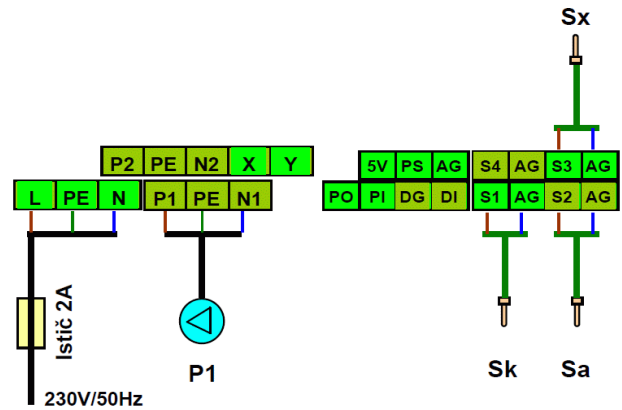 Sx
P2 PE N2 X Y
5V PS AG
S4 AG S3 AG
L PE N
P1 PE N1
PO PI DG DI
S1 AG S2 AG
Istič 2A
P1
Sk
Sa
230V/50Hz